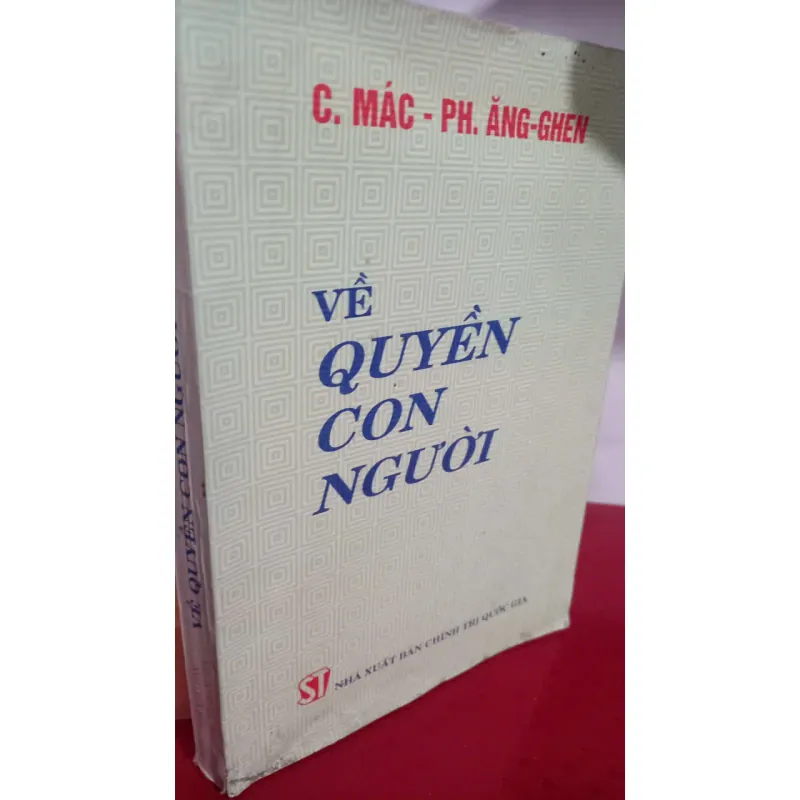 C. MÁC - PH. ĂNG-GHEN
VỀ
QUYỀN
CON
NGƯỜI
ST NHÀ XUẤT BẢN CHÍNH TRỊ QUỐC GIA
VỀ QUYỀN CON NGƯỜI